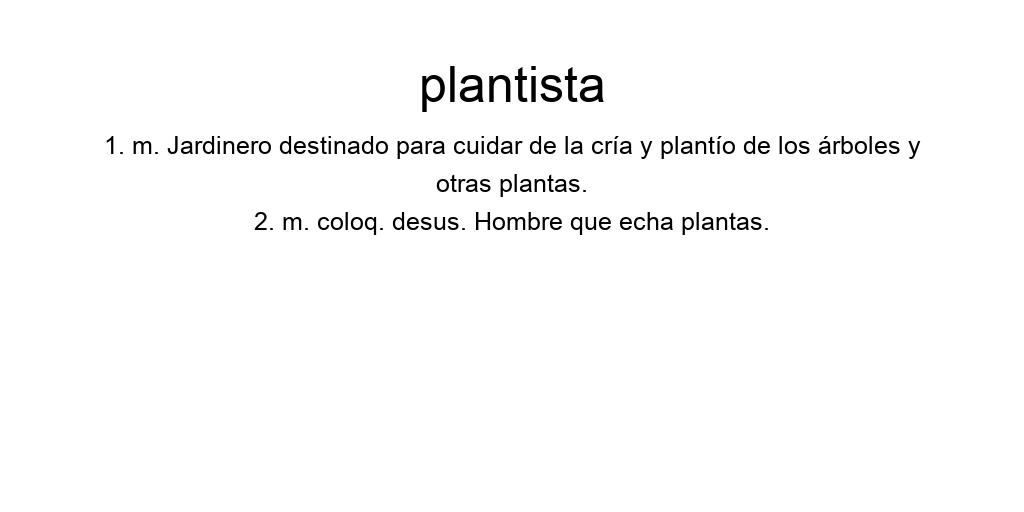 plantista
1. m. Jardinero destinado para cuidar de la cría y plantío de los árboles y
otras plantas.
2. m. coloq. desus. Hombre que echa plantas.